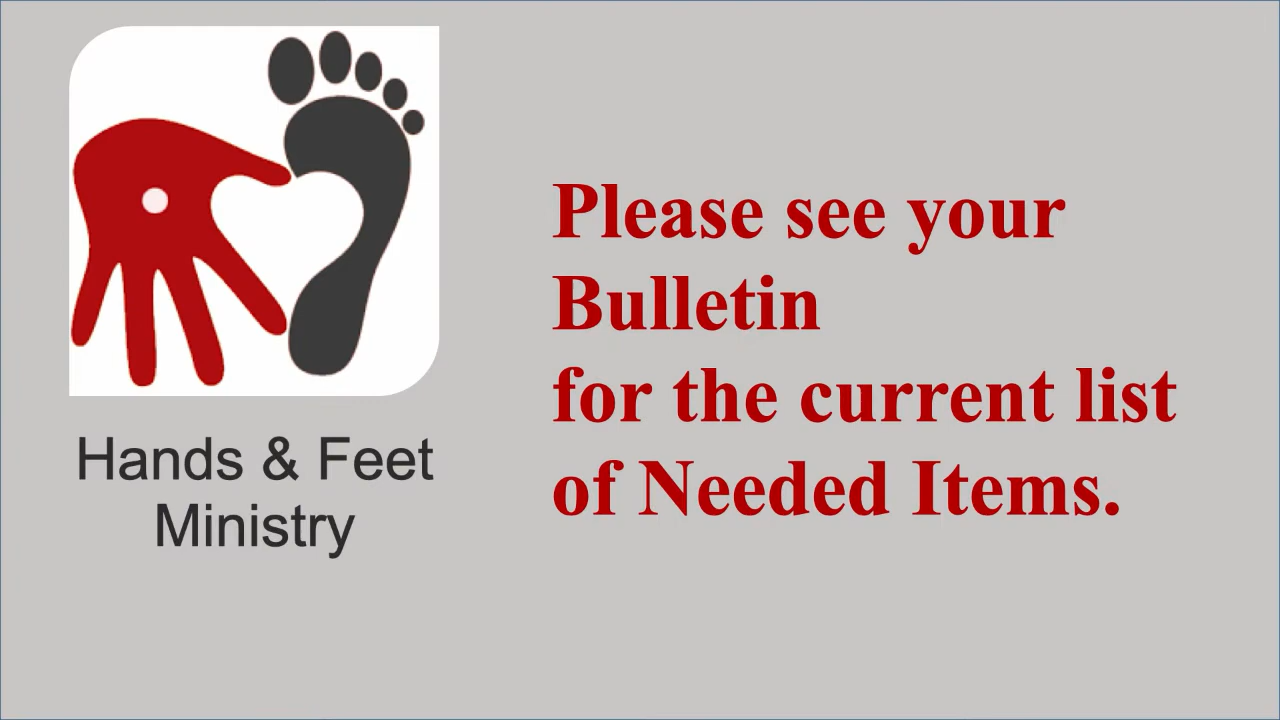 Hands & Feet
Ministry
Please see your
Bulletin
for the current list
of Needed Items.